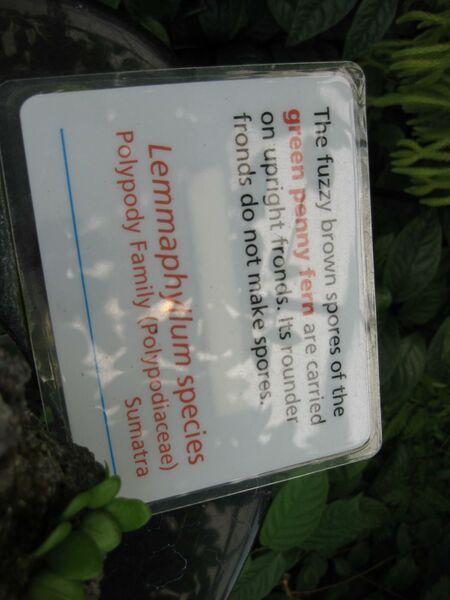 The fuzzy brown spores of the
green penny fern are carried
on upright fronds. Its rounder
fronds do not make spores.
Lemmaphyllum species
Polypody Family (Polypodiaceae)
Sumatra